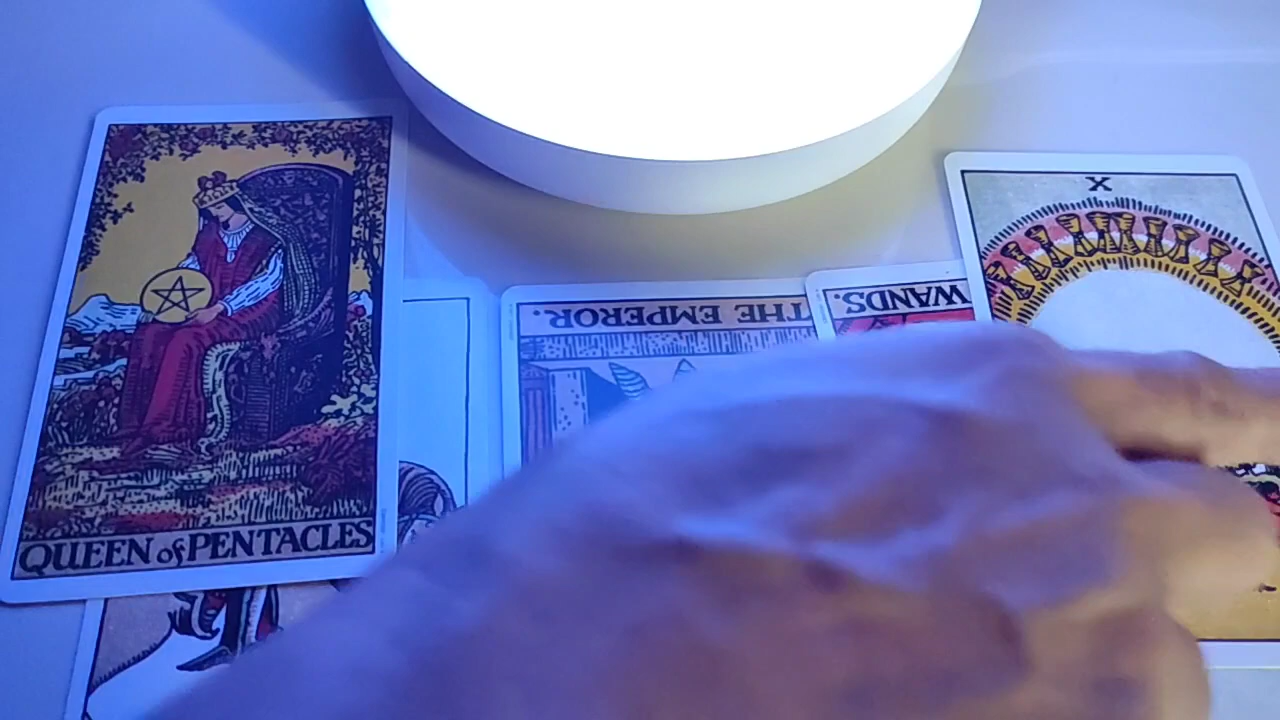 QUEEN of PENTACLES
THE EMPEROR.
WANDS.
X